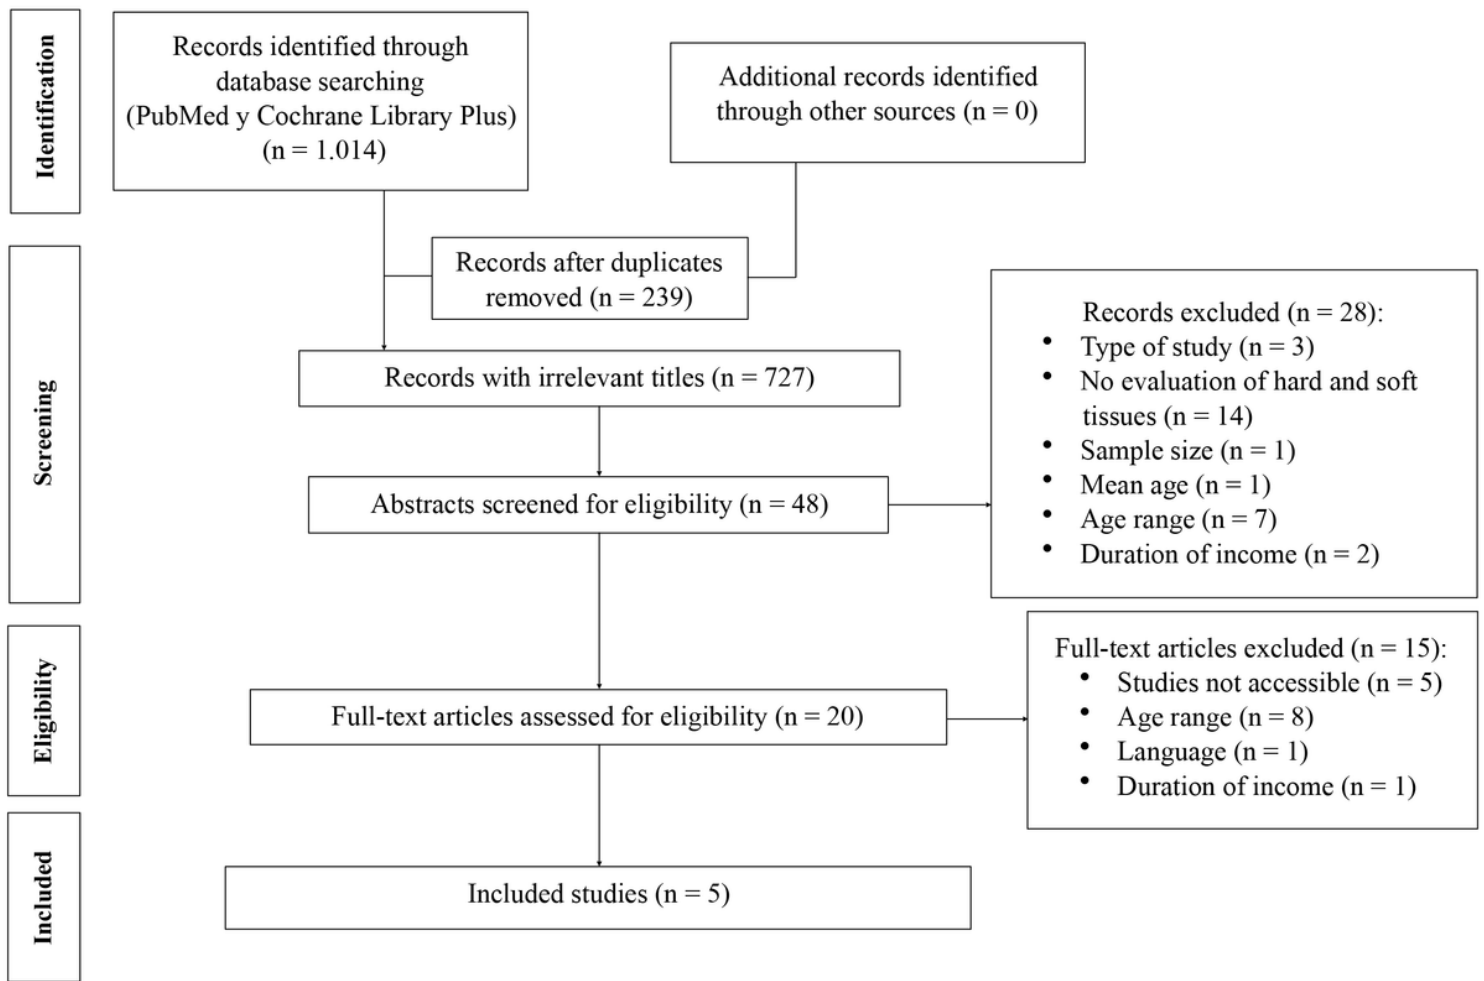 Identification
Records identified through
database searching
(PubMed y Cochrane Library Plus)
(n = 1.014)
Additional records identified
through other sources (n = 0)
Screening
Records after duplicates
removed (n = 239)
Records with irrelevant titles (n = 727)
Abstracts screened for eligibility (n = 48)
Records excluded (n = 28):
• Type of study (n = 3)
• No evaluation of hard and soft
tissues (n = 14)
• Sample size (n = 1)
• Mean age (n = 1)
• Age range (n = 7)
• Duration of income (n = 2)
Eligibility
Full-text articles assessed for eligibility (n = 20)
Full-text articles excluded (n = 15):
• Studies not accessible (n = 5)
• Age range (n = 8)
• Language (n = 1)
• Duration of income (n = 1)
Included
Included studies (n = 5)